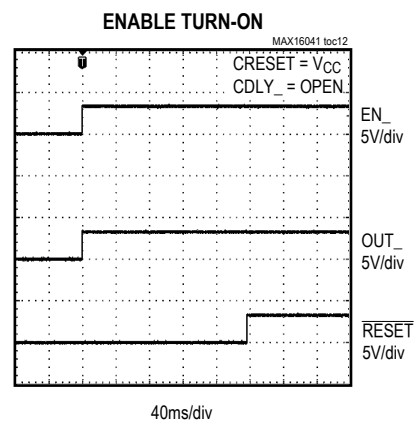 ENABLE TURN-ON
MAX16041 toc12
T
CRESET = VCC
CDLY_ = OPEN
EN_
5V/div
OUT_
5V/div
RESET
5V/div
40ms/div